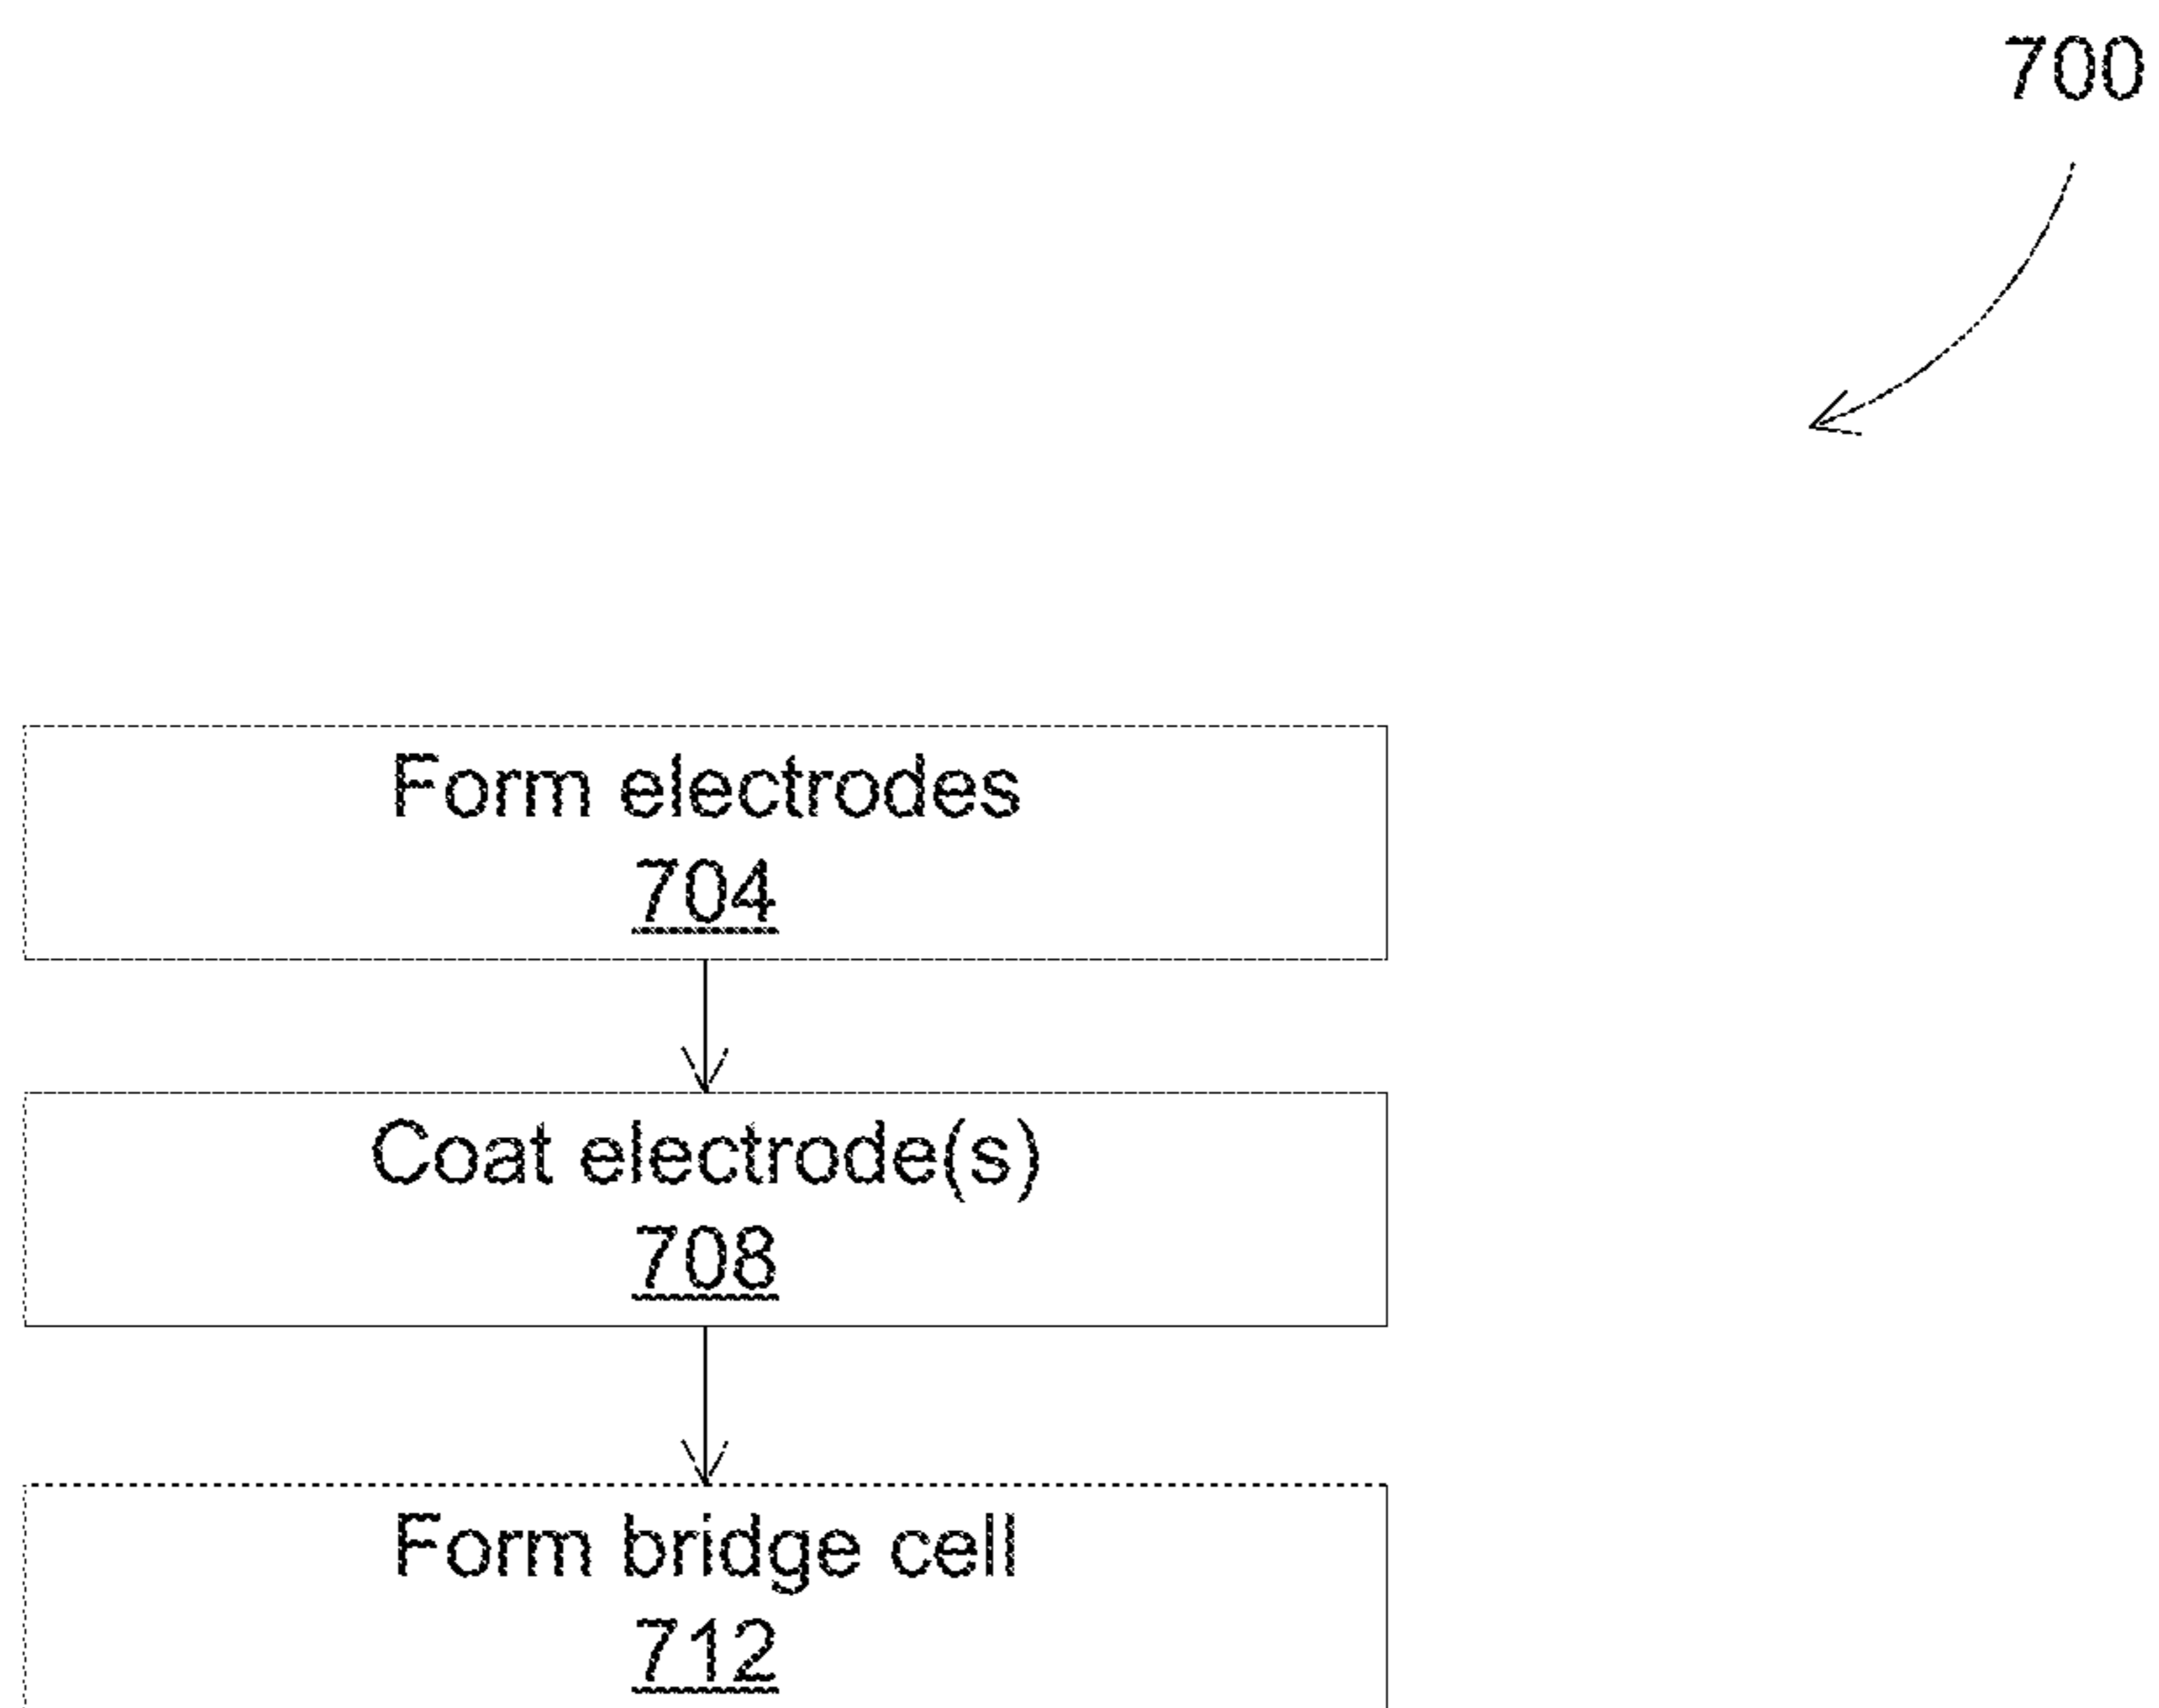 700
Form electrodes
704
Coat electrode(s)
708
Form bridge cell
712